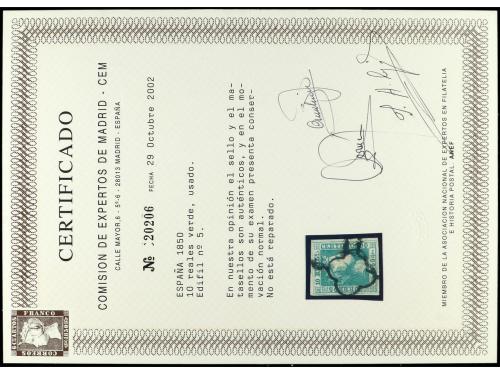 CERTIFICADO
COMISION DE EXPERTOS DE MADRID - CEM
CALLE MAYOR,6 - 5º-6 - 28013 MADRID - ESPAÑA
Nº 20206 FECHA 29 Octubre 2002
ESPAÑA 1850
10 reales verde, usado.
Edifil nº 5.
En nuestra opinión el sello y el ma-
tasellos son auténticos, y en el mo-
mento de su examen presenta conser-
vación normal.
No está reparado.
MIEMBRO DE LA ASOCIACION NACIONAL DE EXPERTOS EN FILATELIA
E HISTORIA POSTAL. ANEF
FRANCO
CORREOS